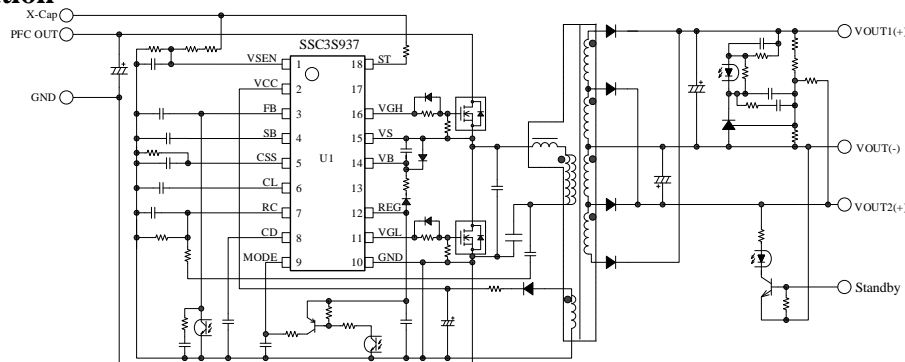 X-Cap
PFC OUT
GND
SSC3S937
U1
VSEN 1
VCC 2
FB 3
SB 4
CSS 5
CL 6
RC 7
CD 8
MODE 9
18 ST
17
16 VGH
15 VS
14 VB
13
12 REG
11 VGL
10 GND
VOUT1(+)
VOUT(-)
VOUT2(+)
Standby